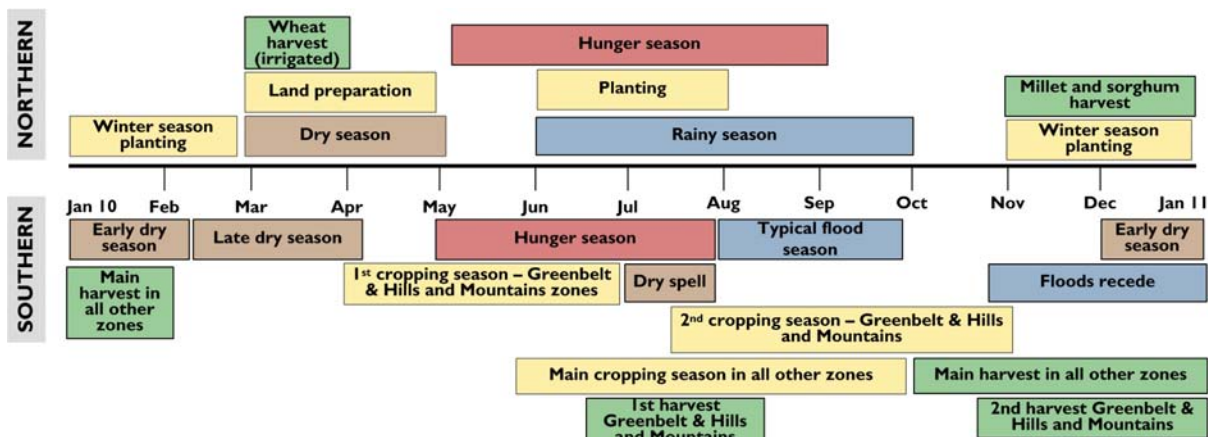 NORTHERN
Wheat
harvest
(irrigated)
Hunger season
Land preparation
Planting
Millet and sorghum
harvest
Winter season
planting
Dry season
Rainy season
Winter season
planting
Jan 10
Feb
Mar
Apr
May
Jun
Jul
Aug
Sep
Oct
Nov
Dec
Jan 11
SOUTHERN
Early dry
season
Late dry season
Hunger season
Typical flood
season
Early dry
season
Main
harvest in
all other
zones
1st cropping season – Greenbelt
& Hills and Mountains zones
Dry spell
Floods recede
2nd cropping season – Greenbelt & Hills
and Mountains
Main cropping season in all other zones
Main harvest in all other zones
1st harvest
Greenbelt & Hills
and Mountains
2nd harvest Greenbelt &
Hills and Mountains